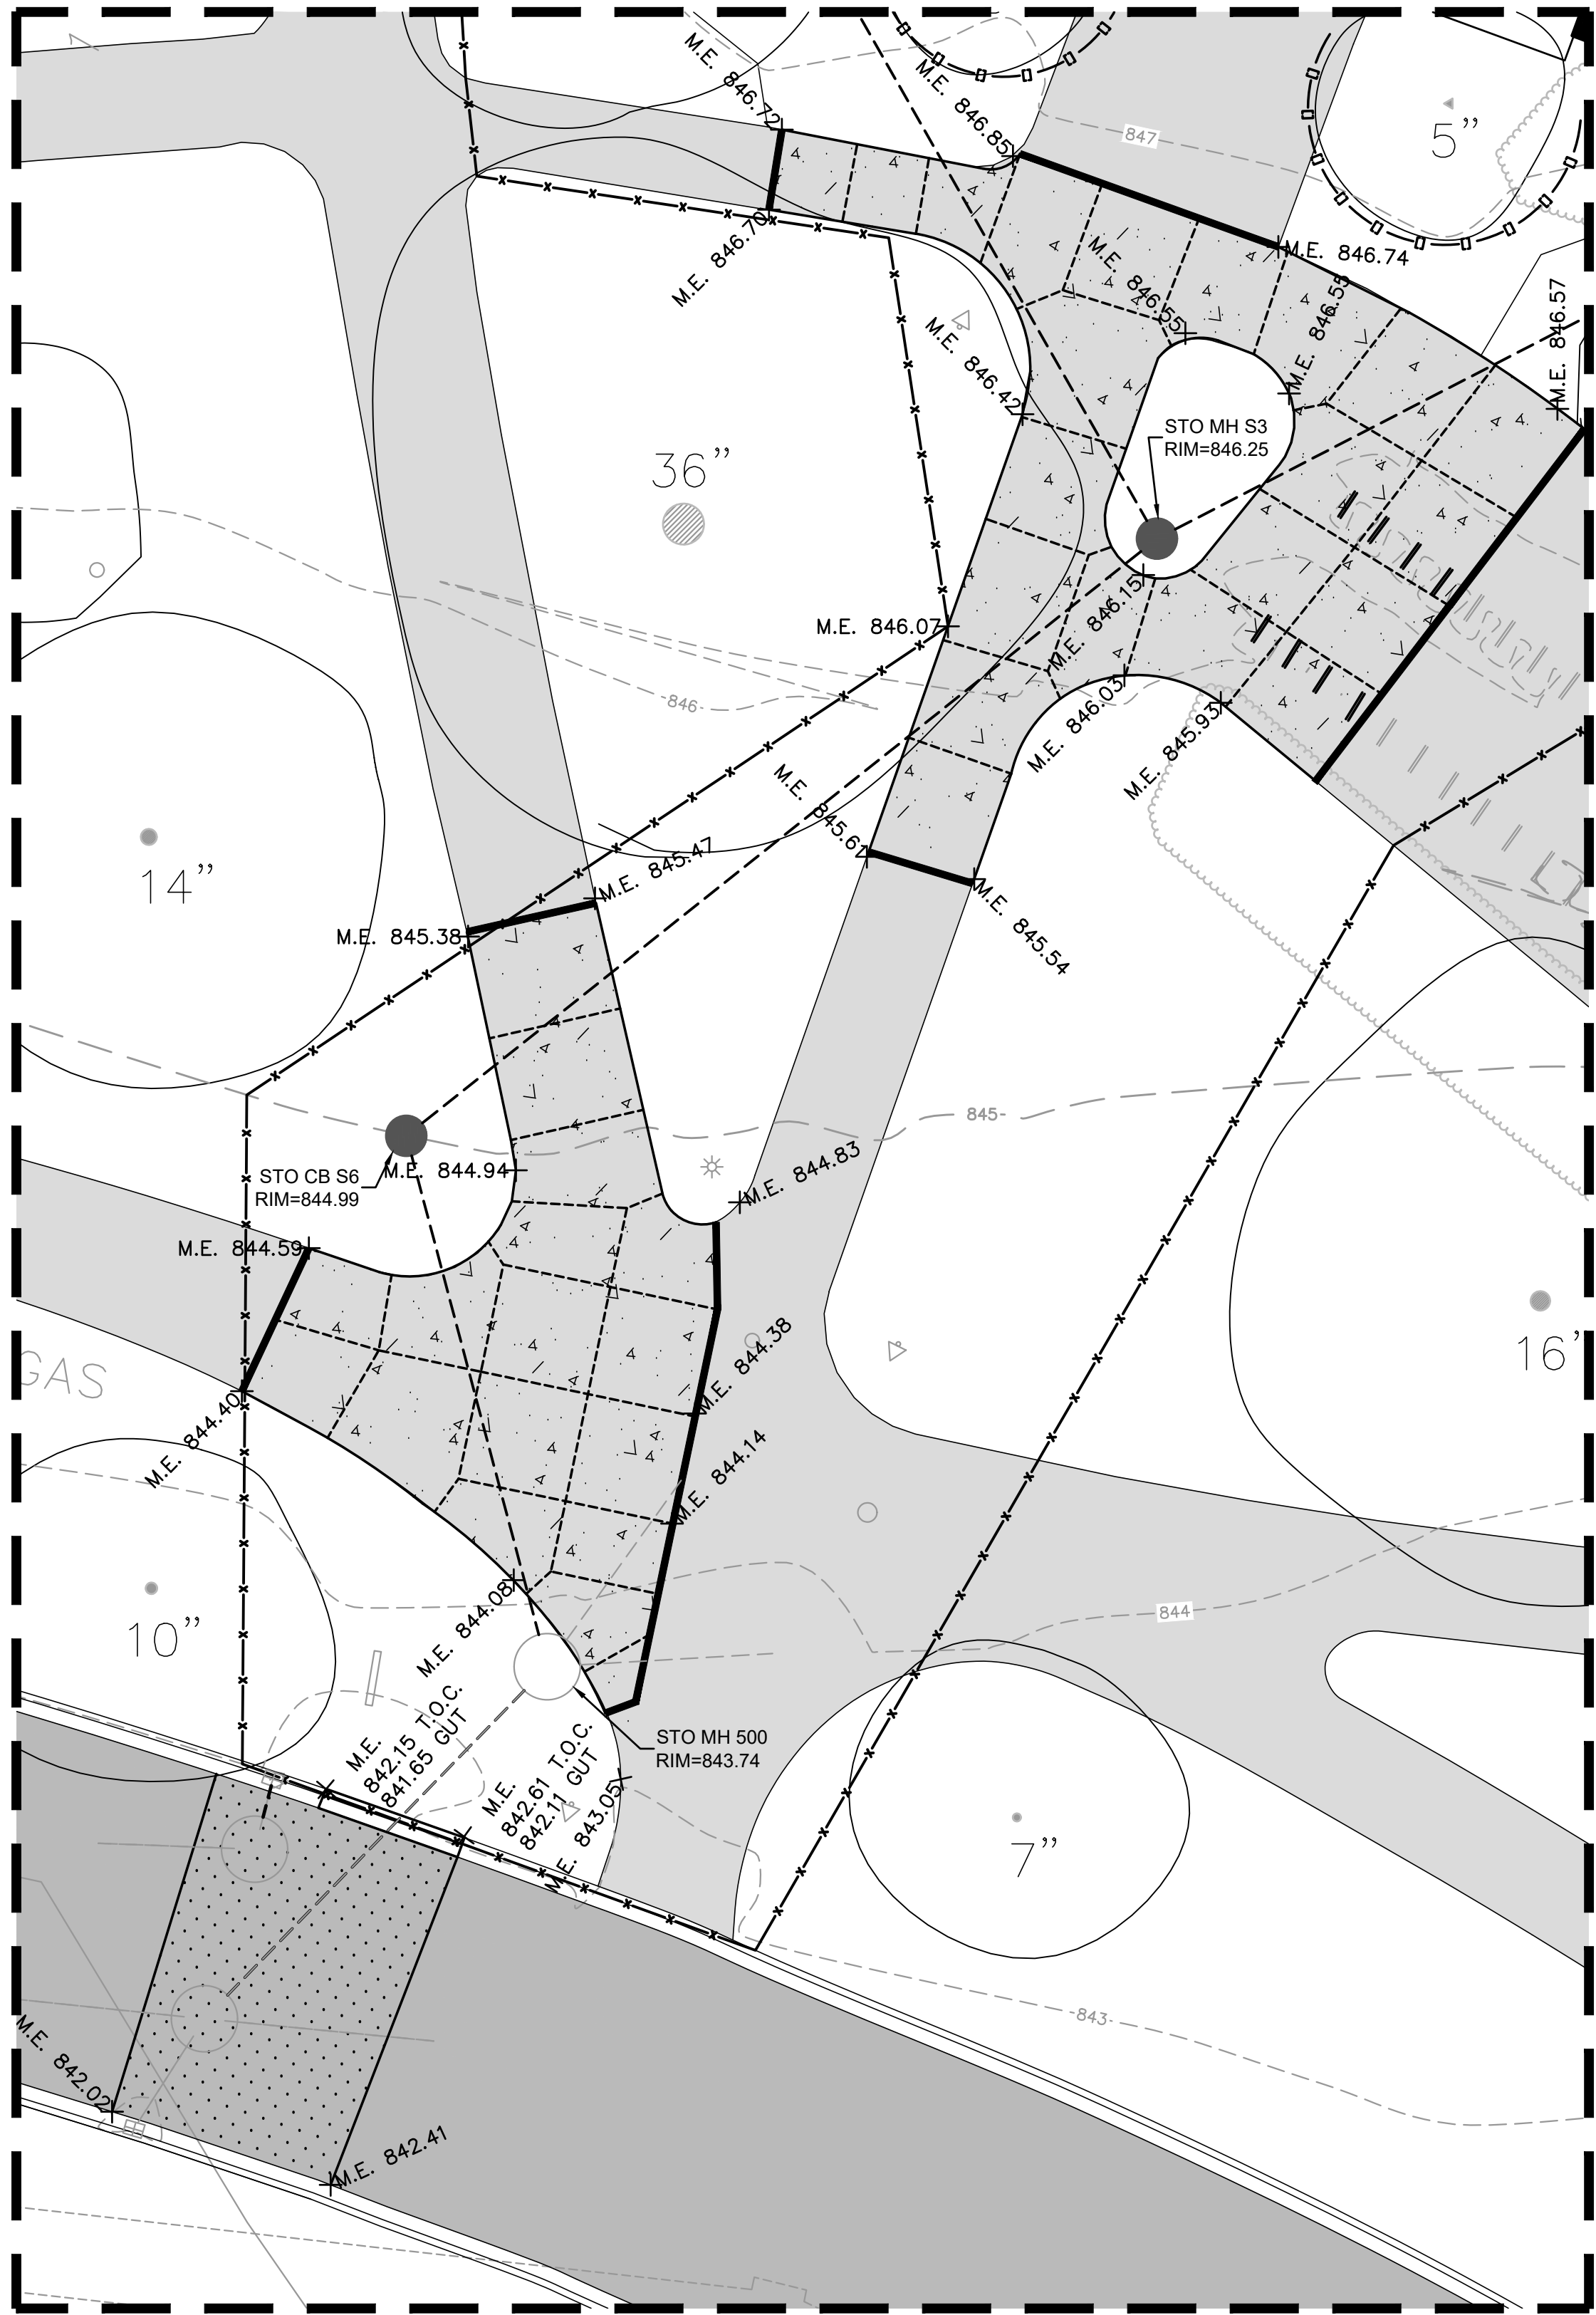 M.E. 846.72
M.E. 846.85
847
5”
M.E. 846.70
M.E. 846.74
M.E. 846.55
M.E. 846.55
M.E. 846.57
M.E. 846.42
STO MH S3
RIM=846.25
36”
M.E. 846.07
M.E. 846.15
846
M.E. 846.03
M.E. 845.93
M.E. 845.61
14”
M.E. 845.47
M.E. 845.38
M.E. 845.54
845
M.E. 844.83
STO CB S6
RIM=844.99
M.E. 844.94
M.E. 844.59
16”
M.E. 844.38
GAS
M.E. 844.40
M.E. 844.14
M.E. 844.08
844
10”
STO MH 500
RIM=843.74
M.E.
842.15 T.O.C.
841.65 GUT
M.E.
842.61 T.O.C.
842.11 GUT
M.E. 843.05
7”
843
M.E. 842.02
M.E. 842.41